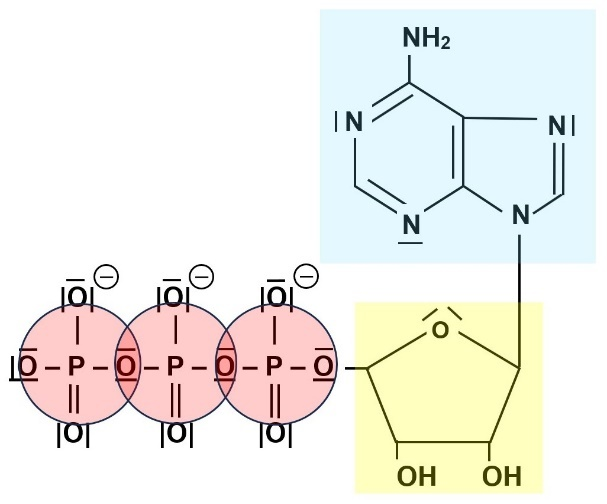 NH₂
N N
N N
O⊖ O⊖ O⊖
O
O P O P O P O
O O O
OH OH